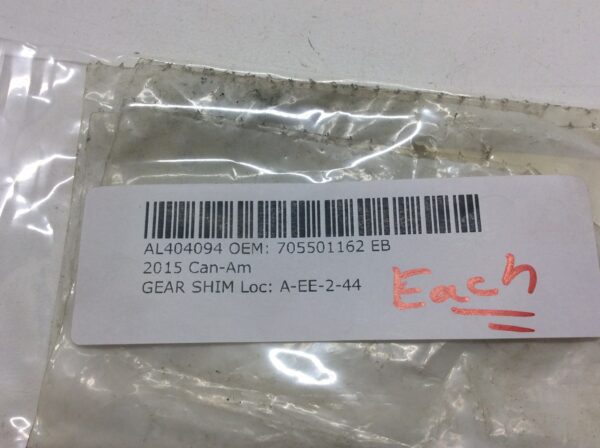 AL404094 OEM: 705501162 EB
2015 Can-Am
GEAR SHIM Loc: A-EE-2-44
Each